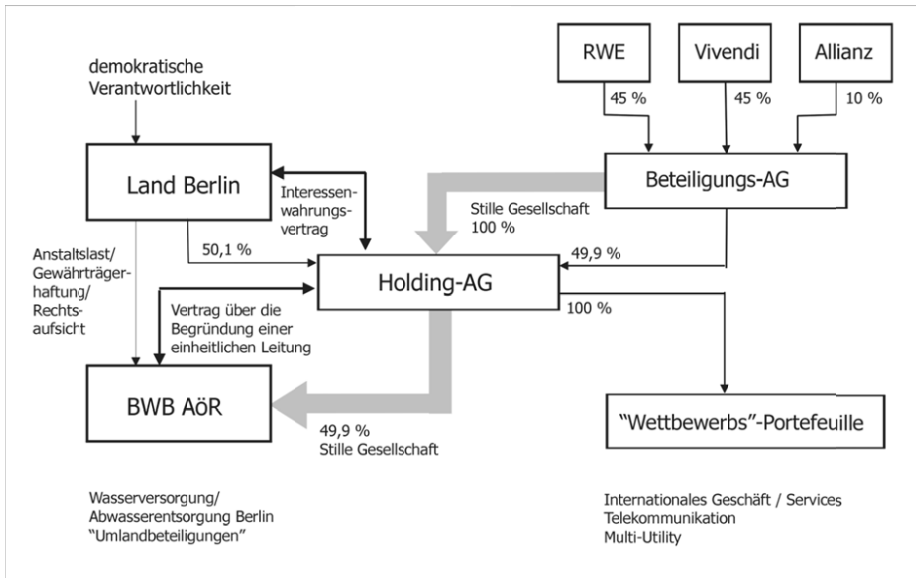 RWE
Vivendi
Allianz
demokratische
Verantwortlichkeit
45 %
45 %
10 %
Land Berlin
Interessen-
wahrungs-
vertrag
Beteiligungs-AG
Stille Gesellschaft
100 %
50,1 %
49,9 %
Anstaltslast/
Gewährträger-
haftung/
Rechts-
aufsicht
Holding-AG
100 %
Vertrag über die
Begründung einer
einheitlichen Leitung
BWB AöR
"Wettbewerbs"-Portefeuille
49,9 %
Stille Gesellschaft
Wasserversorgung/
Abwasserentsorgung Berlin
"Umlandbeteiligungen"
Internationales Geschäft / Services
Telekommunikation
Multi-Utility